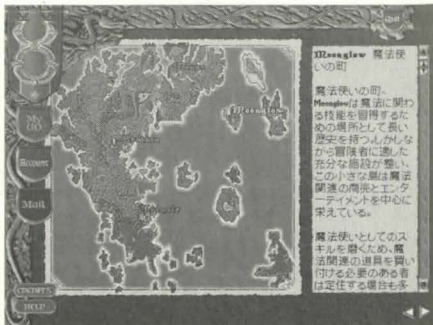 Quit
My
UO
Account
Mail
CREDITS
HELP
Moonglow
Moonglow 魔法使
いの町
魔法使いの町、
Moonglowは魔法に関わ
る技能を習得するた
めの場所として長い
歴史を持つ。しかしな
がら冒険者に適した
充分な施設が整い、
この小さな島は魔法
関連の商売とエンタ
ーテイメントを中心に
栄えている。
魔法使いとしてのス
キルを磨くため、魔
法関連の道具を買い
付ける必要のある者
は定住する場合も多